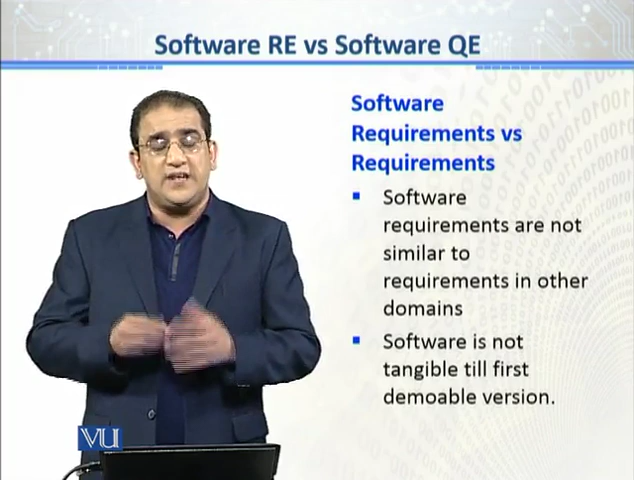 Software RE vs Software QE
Software
Requirements vs
Requirements
▪ Software
requirements are not
similar to
requirements in other
domains
▪ Software is not
tangible till first
demoable version.
VU